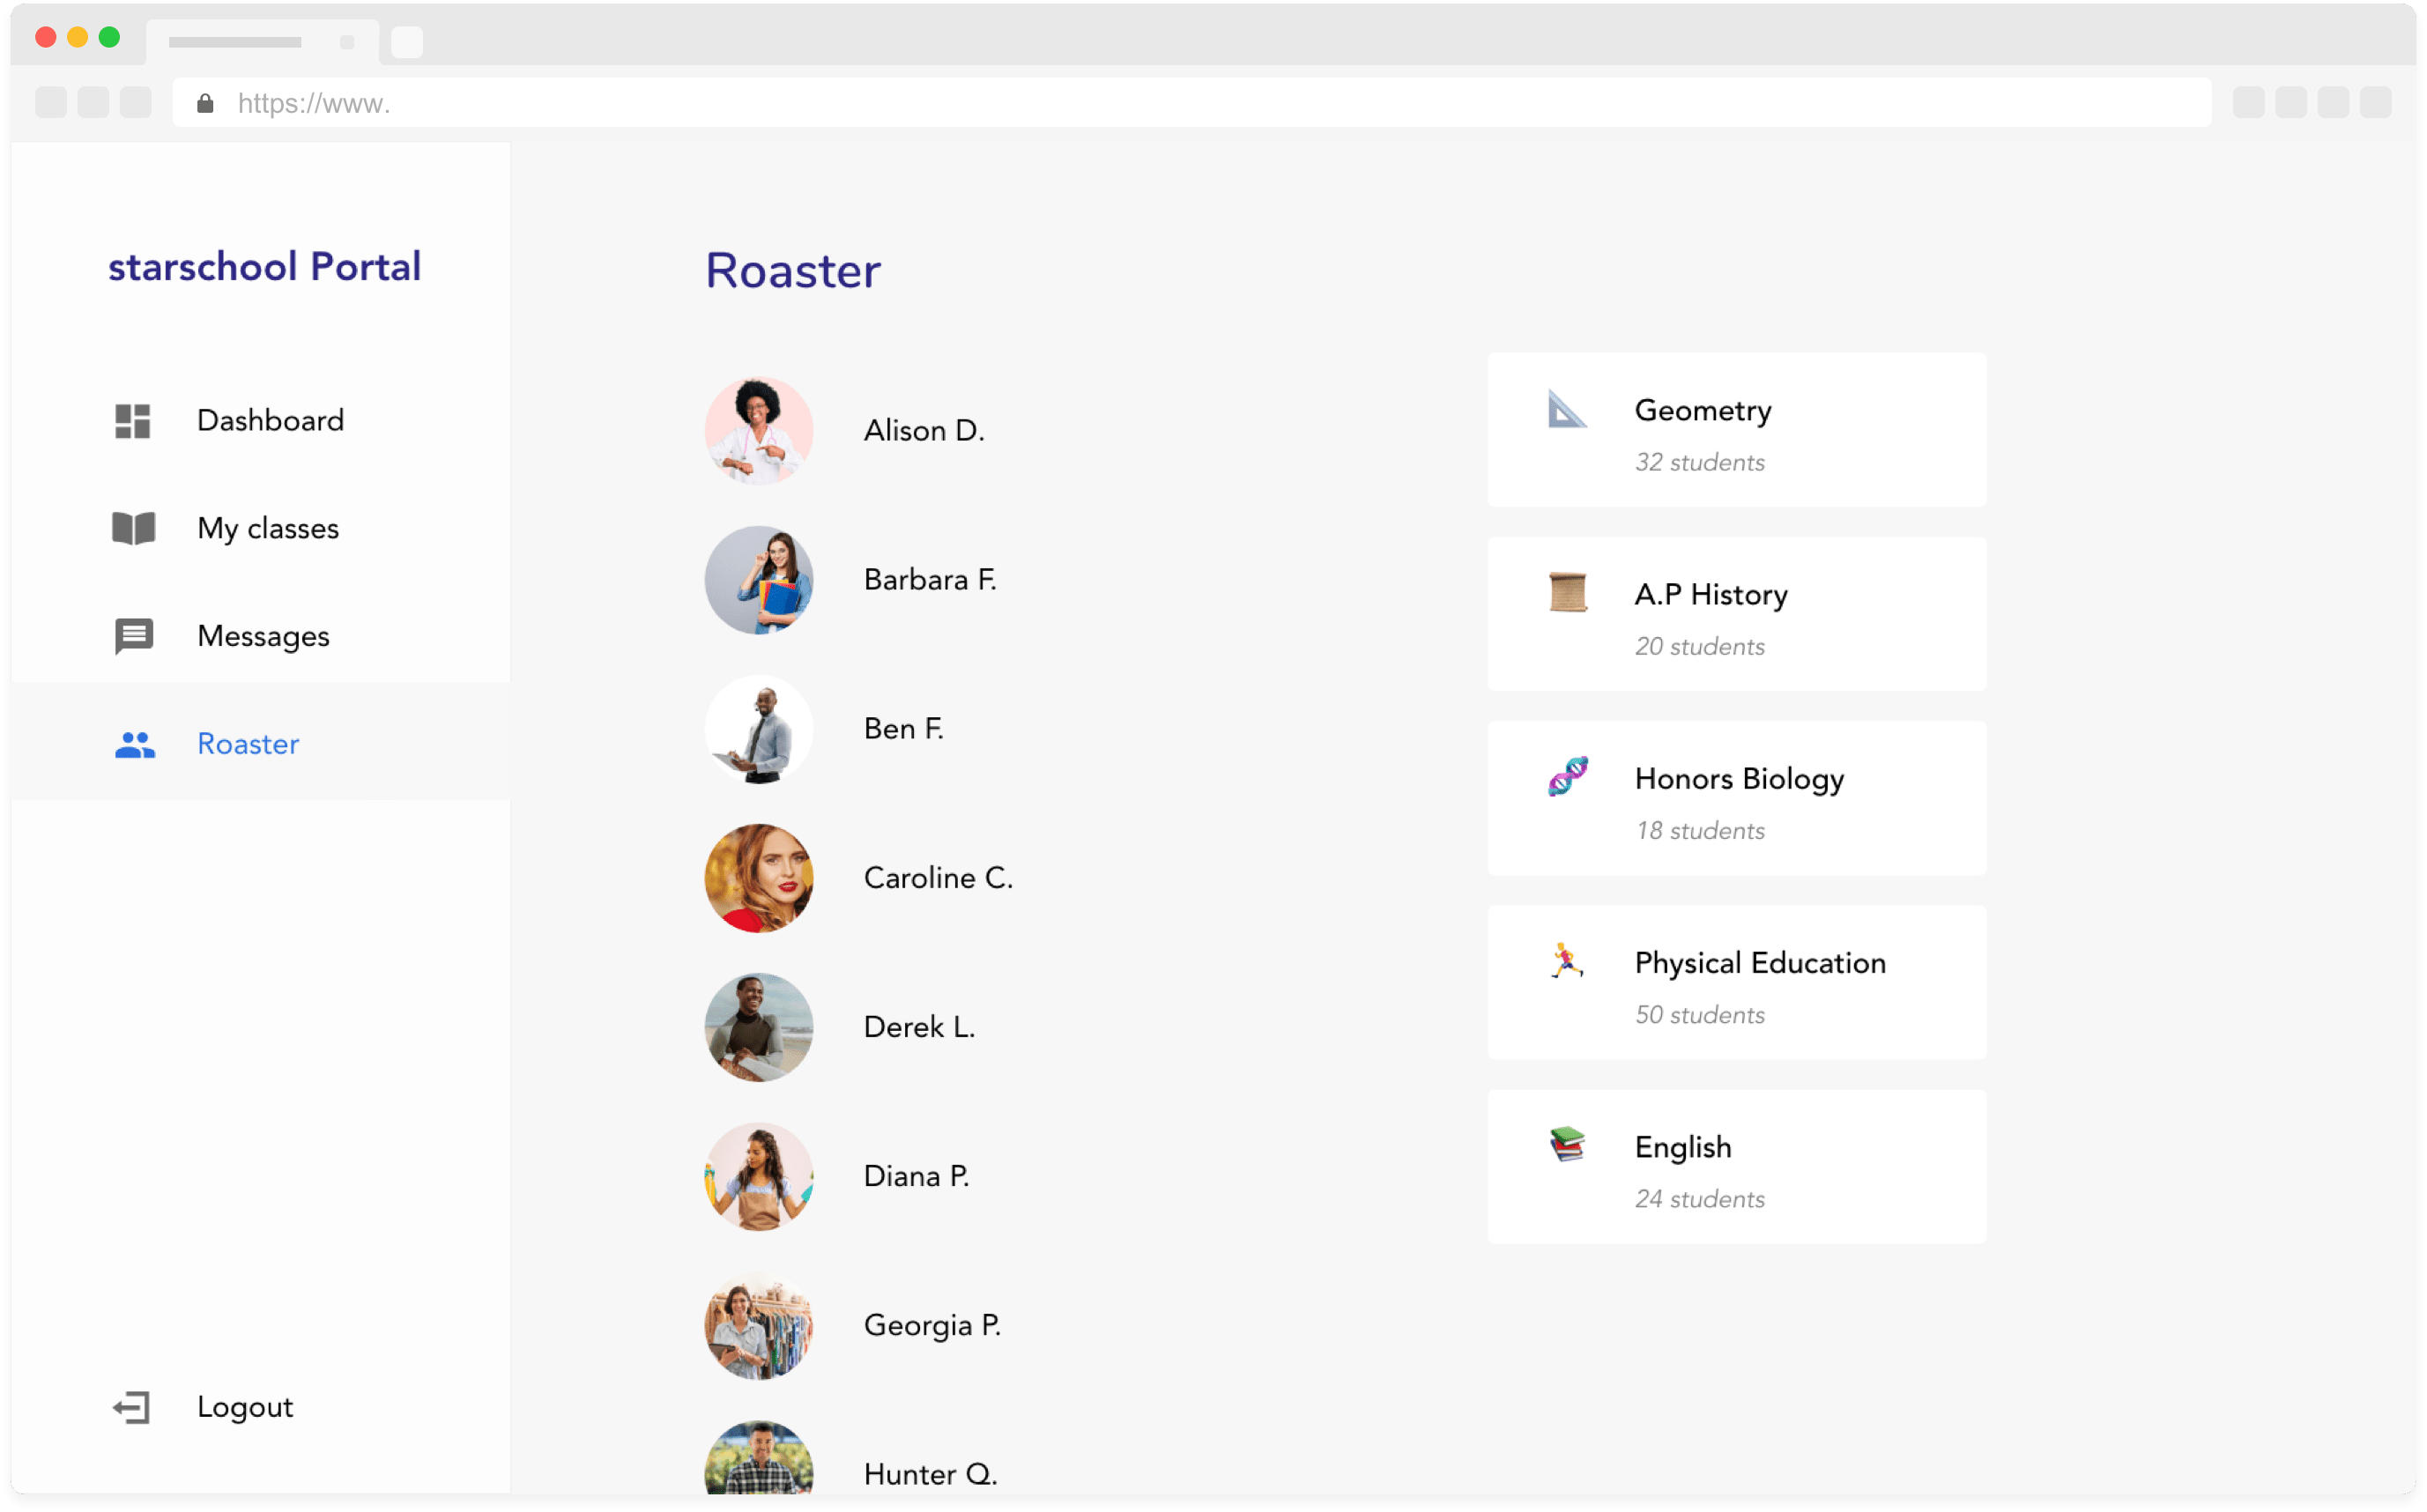 https://www.
starschool Portal
Dashboard
My classes
Messages
Roaster
Logout
Roaster
Alison D.
Barbara F.
Ben F.
Caroline C.
Derek L.
Diana P.
Georgia P.
Hunter Q.
Geometry
32 students
A.P History
20 students
Honors Biology
18 students
Physical Education
50 students
English
24 students